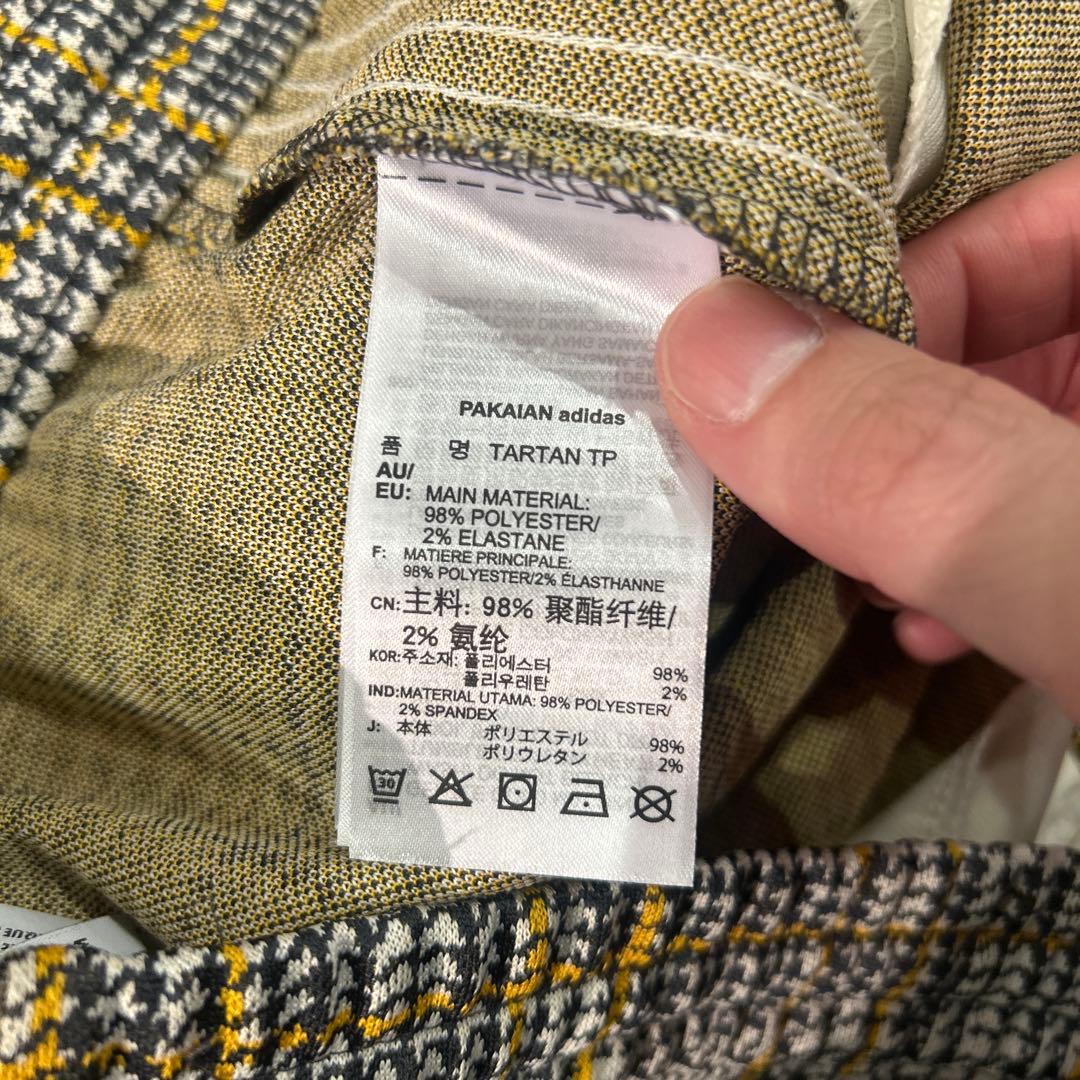 PAKAIAN adidas
품 명 TARTAN TP
AU/
EU: MAIN MATERIAL:
98% POLYESTER/
2% ELASTANE
F: MATIERE PRINCIPALE:
98% POLYESTER/2% ÉLASTHANNE
CN: 主料: 98% 聚酯纤维/
2% 氨纶
KOR: 주소재: 폴리에스터 98%
폴리우레탄 2%
IND: MATERIAL UTAMA: 98% POLYESTER/
2% SPANDEX
J: 本体 ポリエステル 98%
ポリウレタン 2%
30